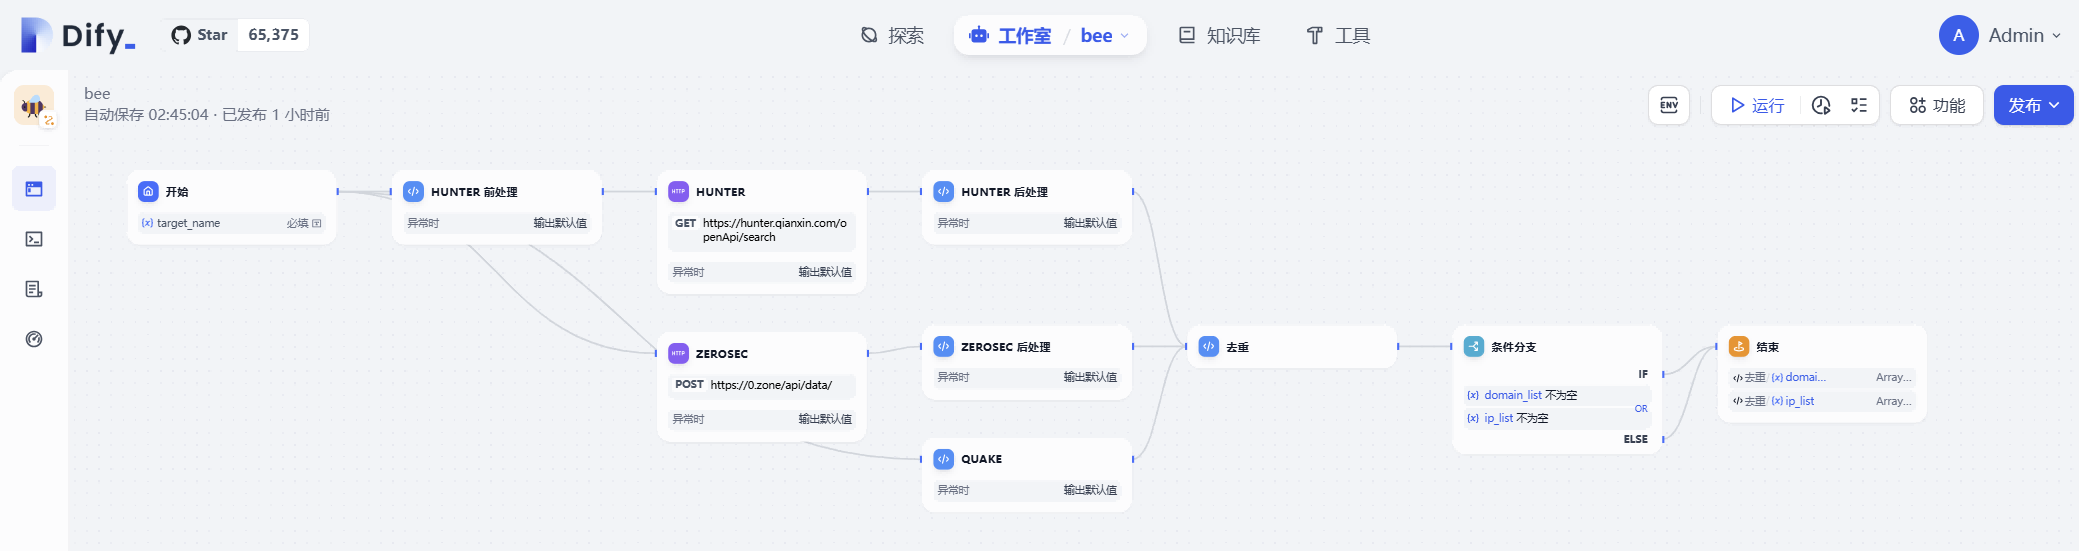 Dify_
Star 65,375
探索
工作室 / bee
知识库
工具
A Admin
bee
自动保存 02:45:04 · 已发布 1 小时前
ENV
运行
功能
发布
开始
{x} target_name 必填
HUNTER 前处理
异常时 输出默认值
HTTP HUNTER
GET https://hunter.qianxin.com/o
penApi/search
异常时 输出默认值
HUNTER 后处理
异常时 输出默认值
HTTP ZEROSEC
POST https://0.zone/api/data/
异常时 输出默认值
ZEROSEC 后处理
异常时 输出默认值
QUAKE
异常时 输出默认值
去重
条件分支
IF
{x} domain_list 不为空
OR
{x} ip_list 不为空
ELSE
结束
去重/ {x} domai... Array...
去重/ {x} ip_list Array...